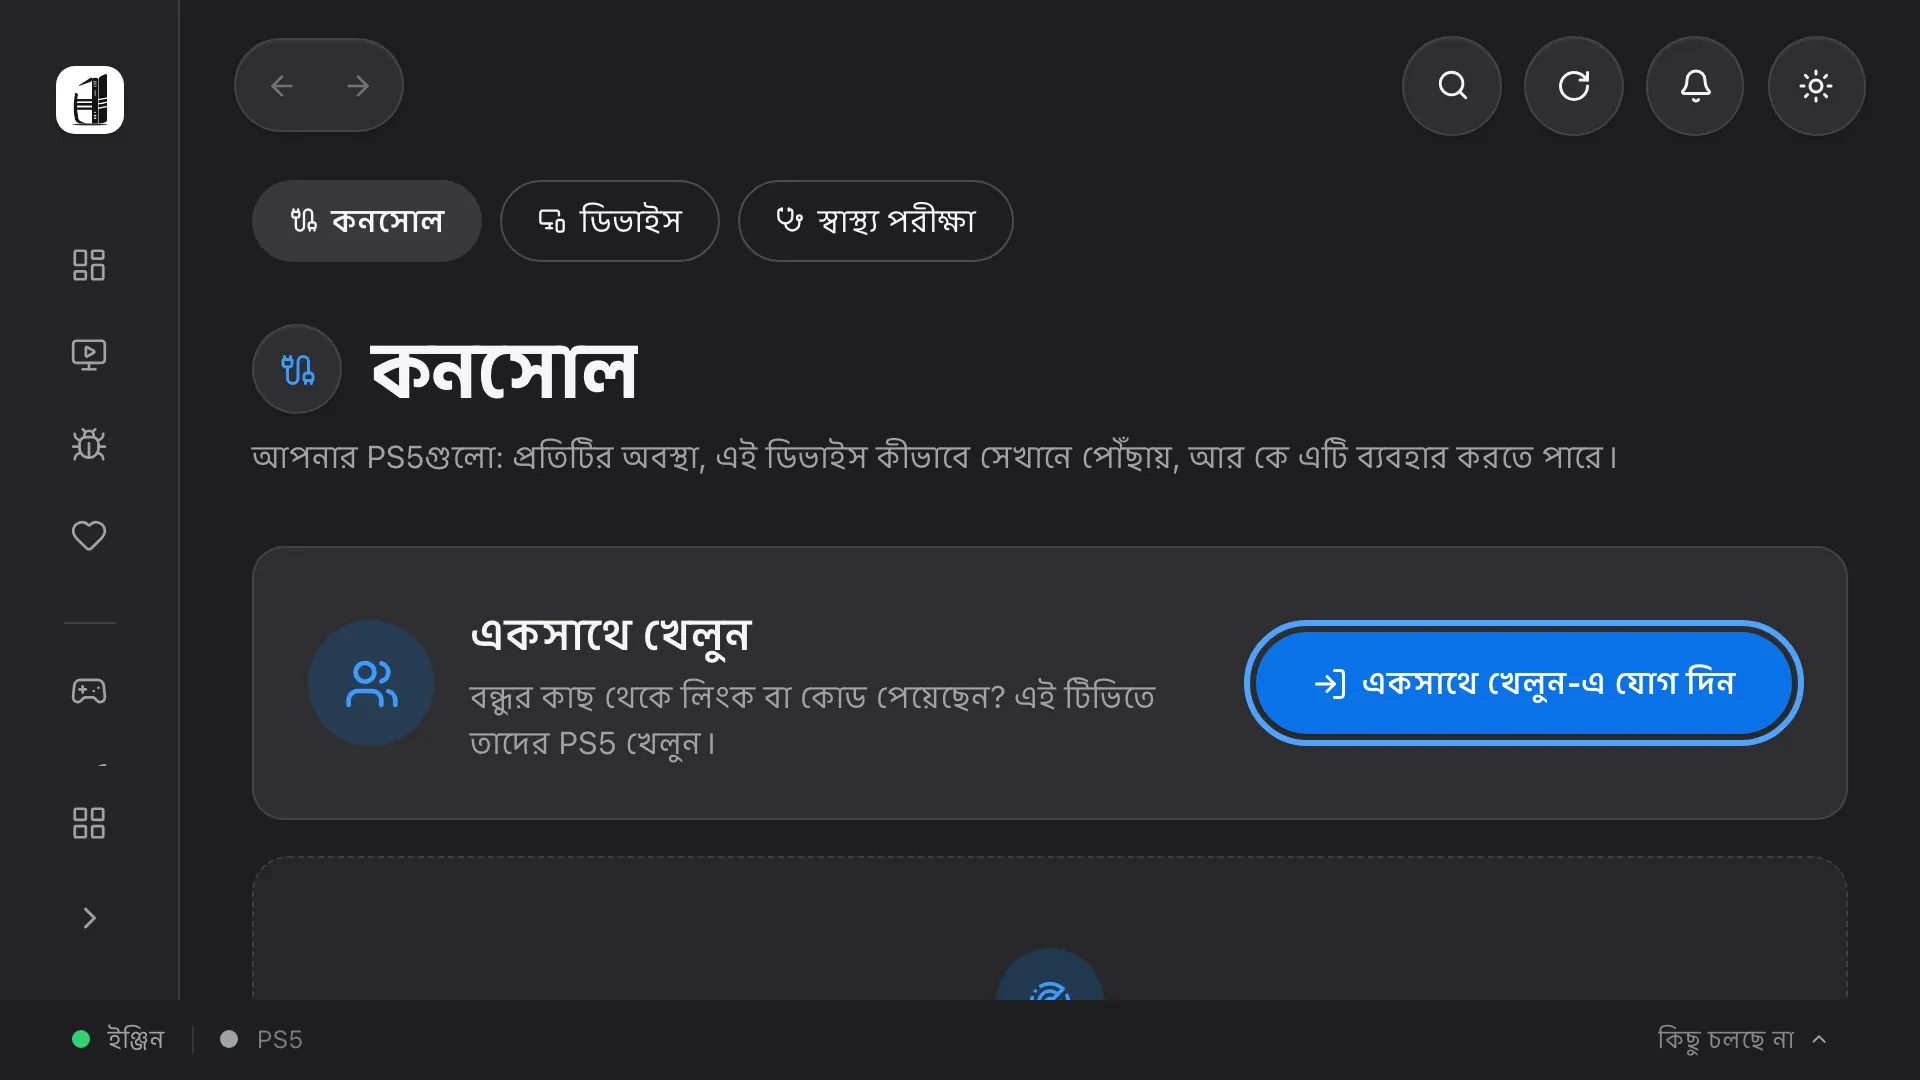 কনসোল
ডিভাইস
স্বাস্থ্য পরীক্ষা
কনসোল
আপনার PS5গুলো: প্রতিটির অবস্থা, এই ডিভাইস কীভাবে সেখানে পৌঁছায়, আর কে এটি ব্যবহার করতে পারে।
একসাথে খেলুন
বন্ধুর কাছ থেকে লিংক বা কোড পেয়েছেন? এই টিভিতে
তাদের PS5 খেলুন।
একসাথে খেলুন-এ যোগ দিন
ইঞ্জিন
PS5
কিছু চলছে না